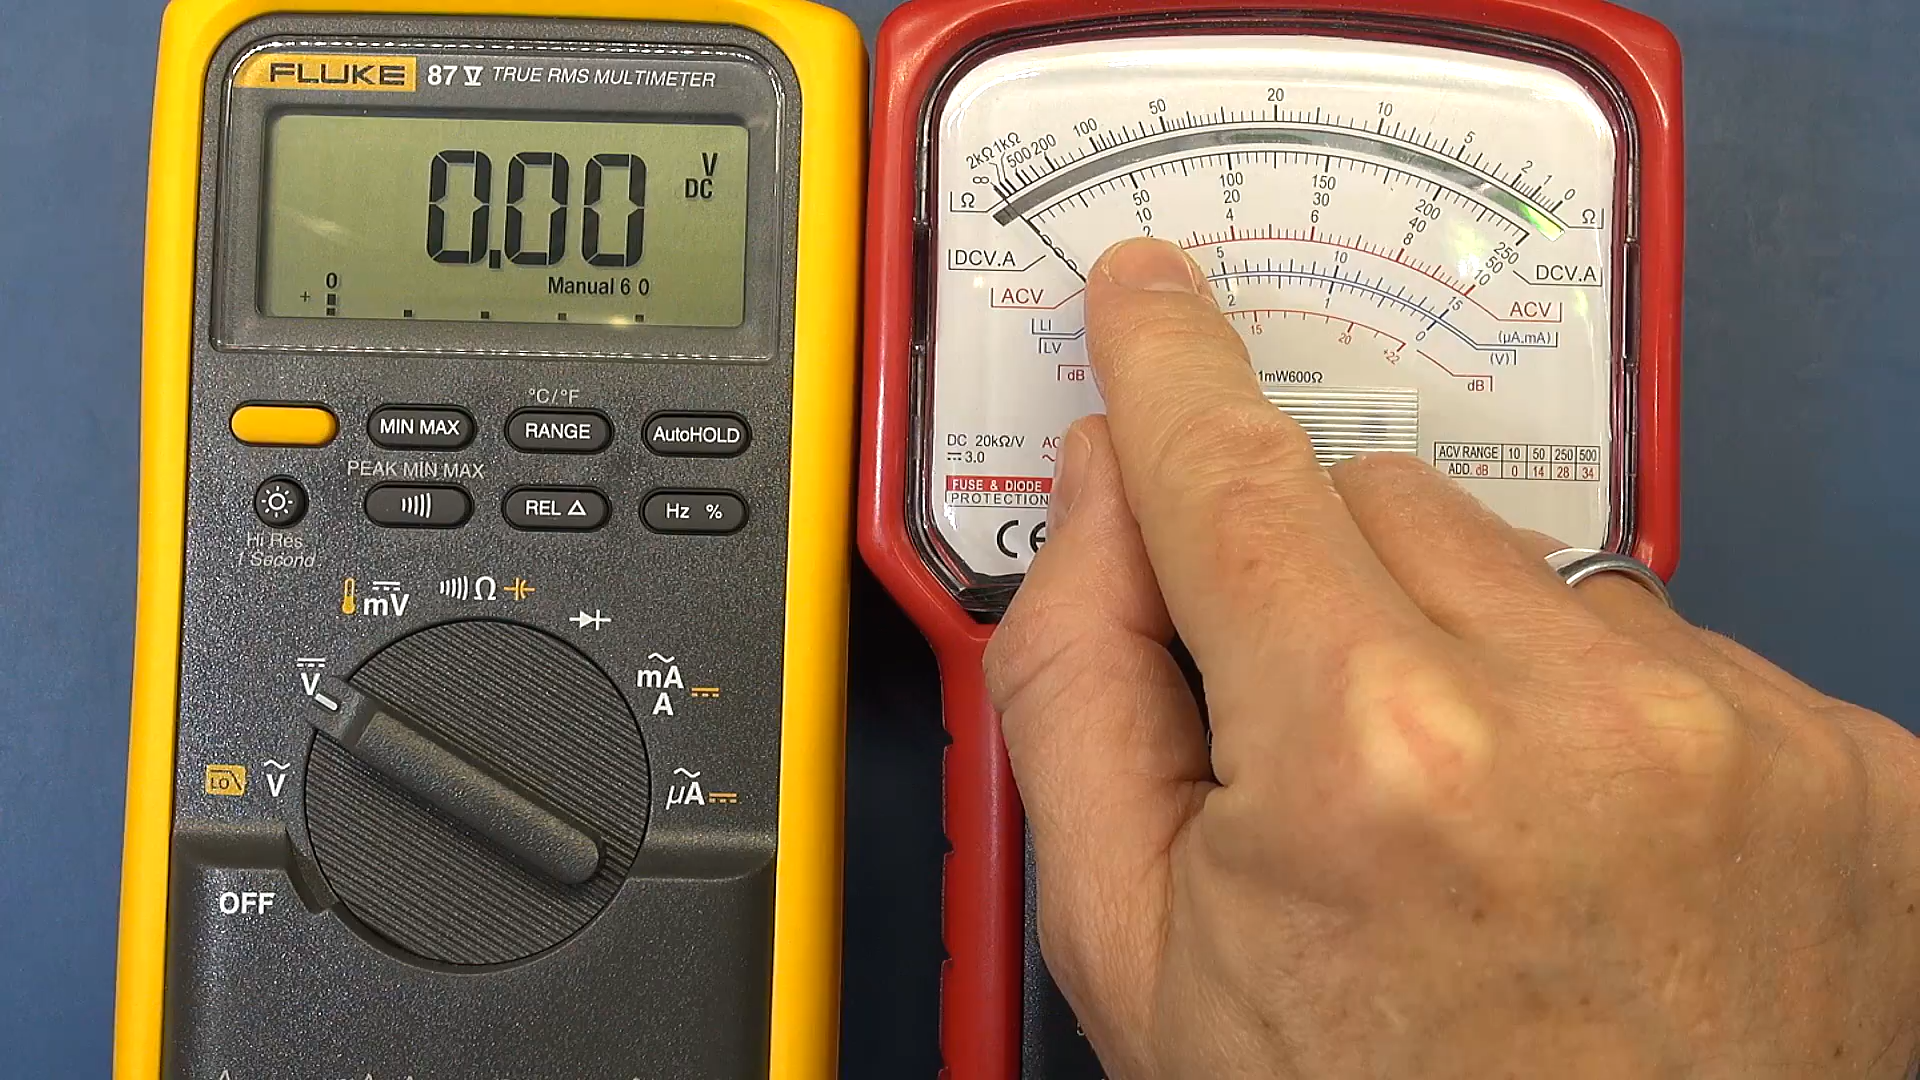 FLUKE 87 V TRUE RMS MULTIMETER
0.00 V
DC
0
Manual 6 0
+
°C/°F
MIN MAX RANGE AutoHOLD
PEAK MIN MAX
REL △ Hz %
Hi Res
1 Second
mV Ω
V mA
A
LO V µA
OFF
2kΩ 1kΩ 500 200 100 50 20 10 5 2 1 0
∞
Ω Ω
50 100 150 200 250
10 20 30 40 50
2 4 6 8 10
0 0 0
DCV.A DCV.A
5 10 15
ACV ACV
2 1 0
LI (µA.mA)
LV (V)
15 20 +22
dB dB
1mW600Ω
DC 20kΩ/V AC
3.0
FUSE & DIODE
PROTECTION
CE
ACV RANGE 10 50 250 500
ADD. dB 0 14 28 34